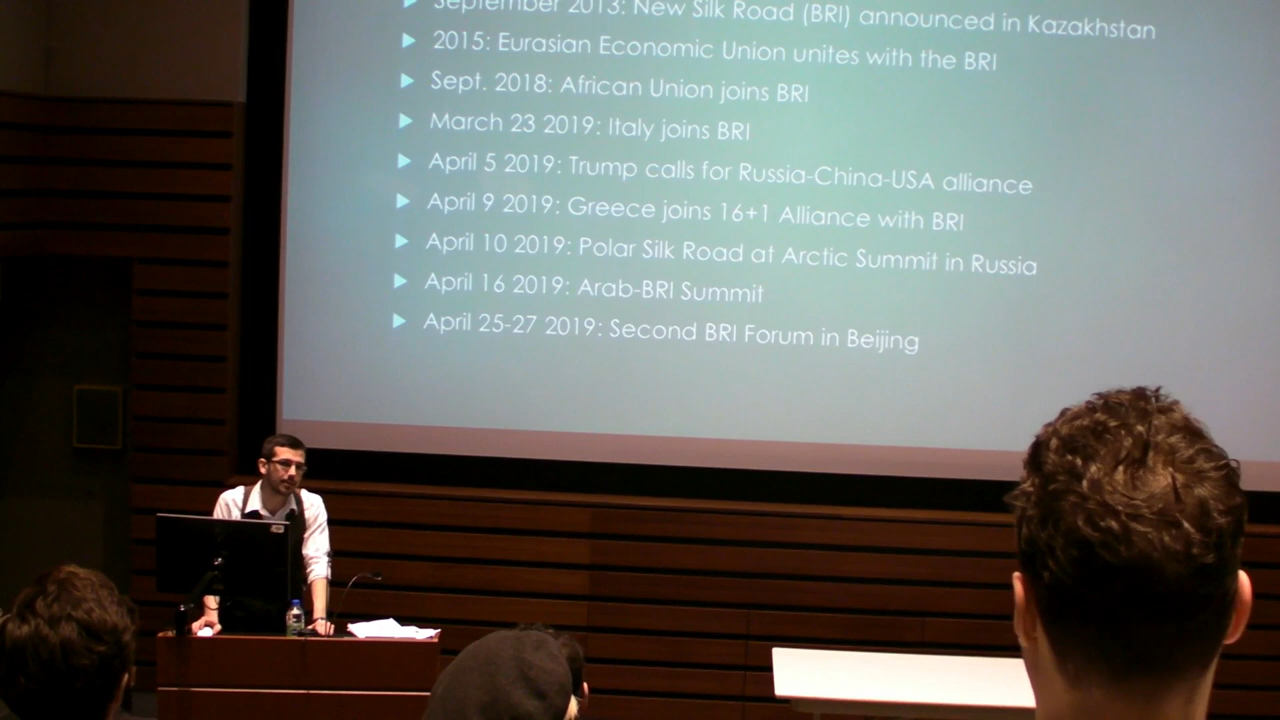 September 2013: New Silk Road (BRI) announced in Kazakhstan
2015: Eurasian Economic Union unites with the BRI
Sept. 2018: African Union joins BRI
March 23 2019: Italy joins BRI
April 5 2019: Trump calls for Russia-China-USA alliance
April 9 2019: Greece joins 16+1 Alliance with BRI
April 10 2019: Polar Silk Road at Arctic Summit in Russia
April 16 2019: Arab-BRI Summit
April 25-27 2019: Second BRI Forum in Beijing